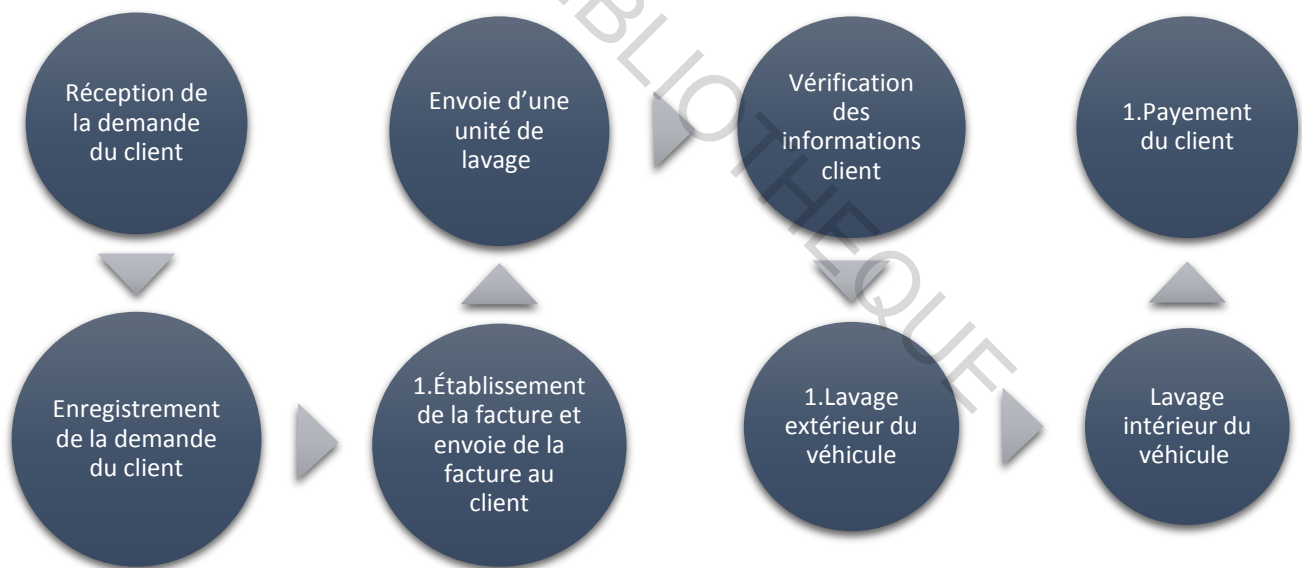 Réception de
la demande
du client
Enregistrement
de la demande
du client
1.Établissement
de la facture et
envoie de la
facture au
client
Envoie d’une
unité de
lavage
Vérification
des
informations
client
1.Lavage
extérieur du
véhicule
Lavage
intérieur du
véhicule
1.Payement
du client
BLIOTHEQUE